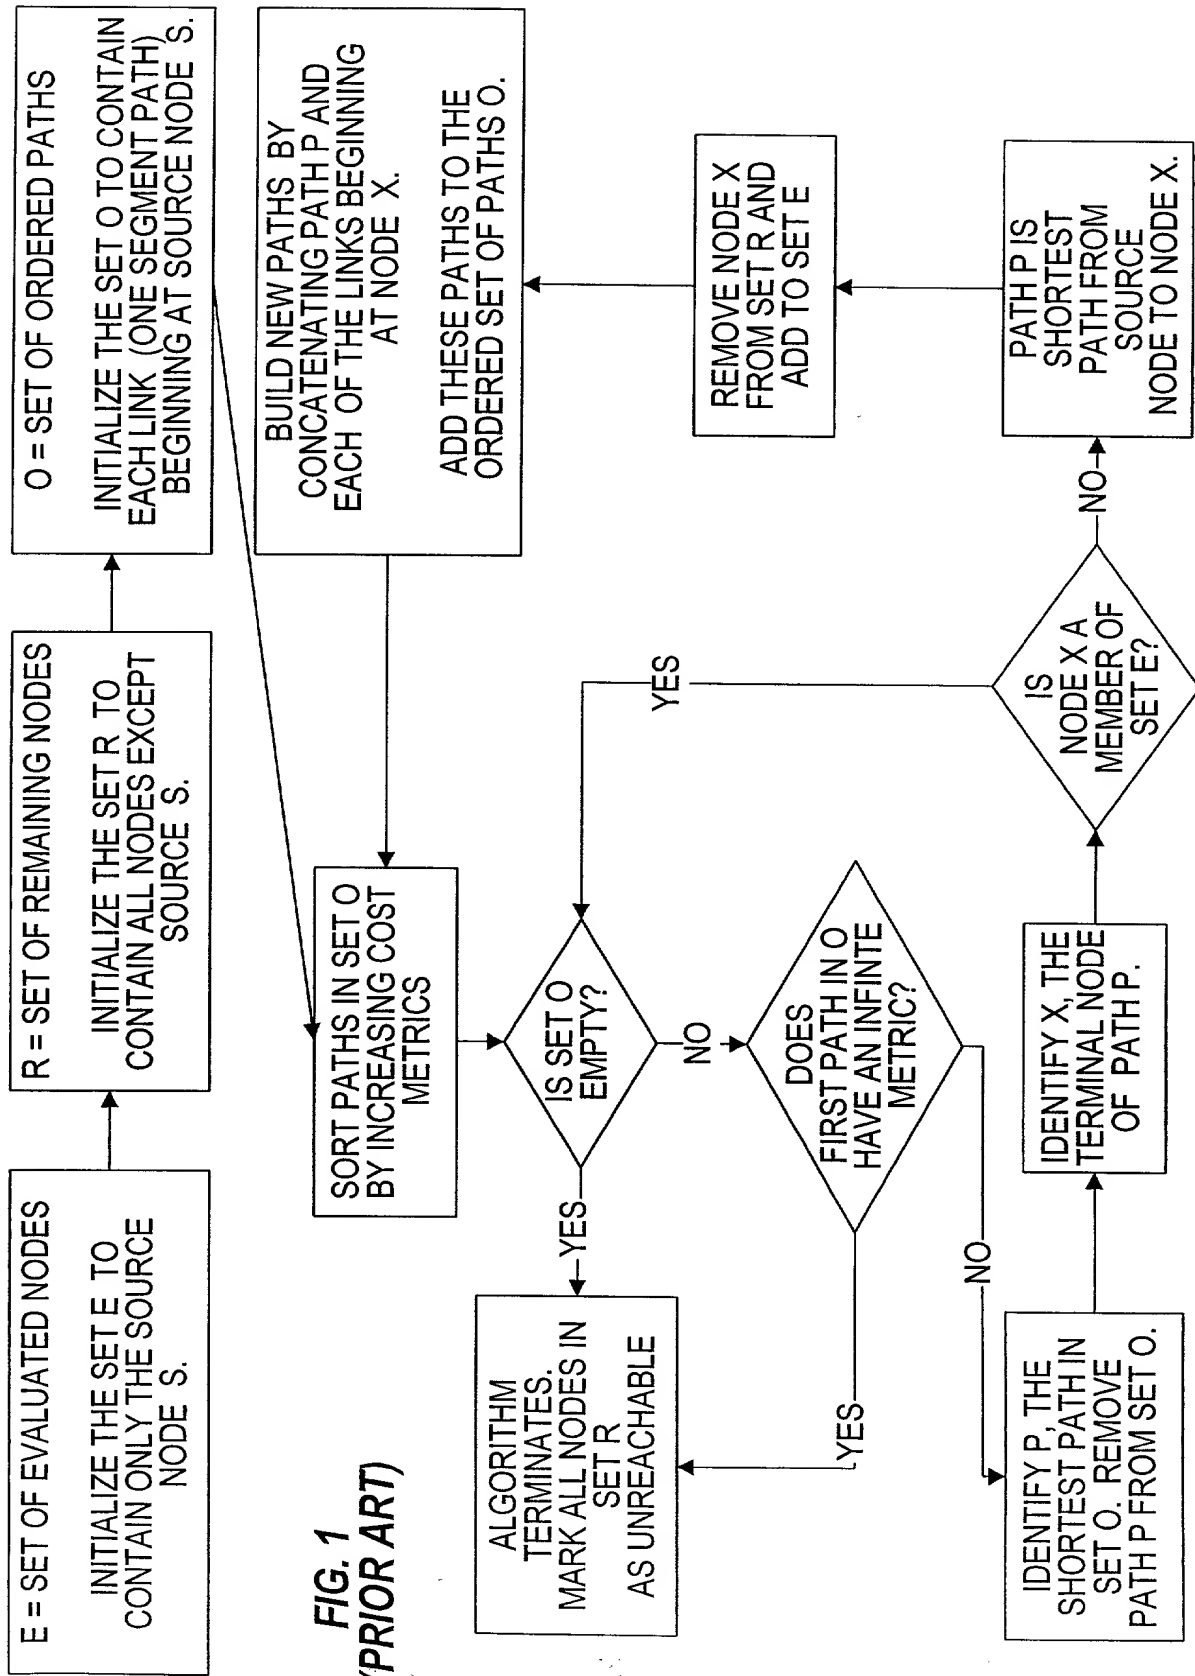 E = SET OF EVALUATED NODES
INITIALIZE THE SET E TO
CONTAIN ONLY THE SOURCE
NODE S.
R = SET OF REMAINING NODES
INITIALIZE THE SET R TO
CONTAIN ALL NODES EXCEPT
SOURCE S.
O = SET OF ORDERED PATHS
INITIALIZE THE SET O TO CONTAIN
EACH LINK (ONE SEGMENT PATH)
BEGINNING AT SOURCE NODE S.
SORT PATHS IN SET O
BY INCREASING COST
METRICS
BUILD NEW PATHS BY
CONCATENATING PATH P AND
EACH OF THE LINKS BEGINNING
AT NODE X.
ADD THESE PATHS TO THE
ORDERED SET OF PATHS O.
IS SET O
EMPTY?
YES
NO
ALGORITHM
TERMINATES.
MARK ALL NODES IN
SET R
AS UNREACHABLE
DOES
FIRST PATH IN O
HAVE AN INFINITE
METRIC?
YES
NO
IDENTIFY P, THE
SHORTEST PATH IN
SET O. REMOVE
PATH P FROM SET O.
IDENTIFY X, THE
TERMINAL NODE
OF PATH P.
IS
NODE X A
MEMBER OF
SET E?
YES
NO
PATH P IS
SHORTEST
PATH FROM
SOURCE
NODE TO NODE X.
REMOVE NODE X
FROM SET R AND
ADD TO SET E
FIG. 1
(PRIOR ART)